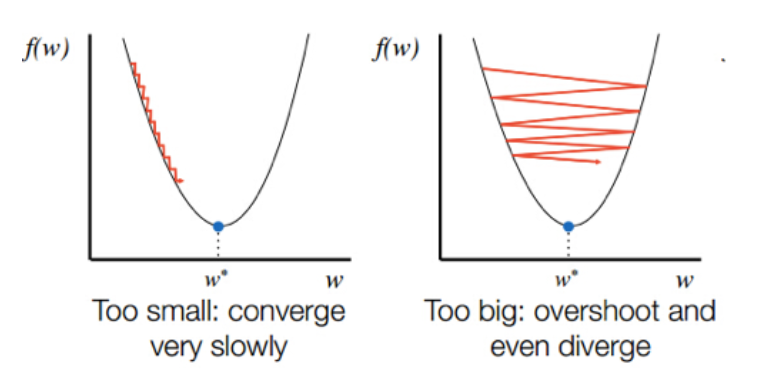 f(w)
w*
w
Too small: converge
very slowly
f(w)
w*
w
Too big: overshoot and
even diverge